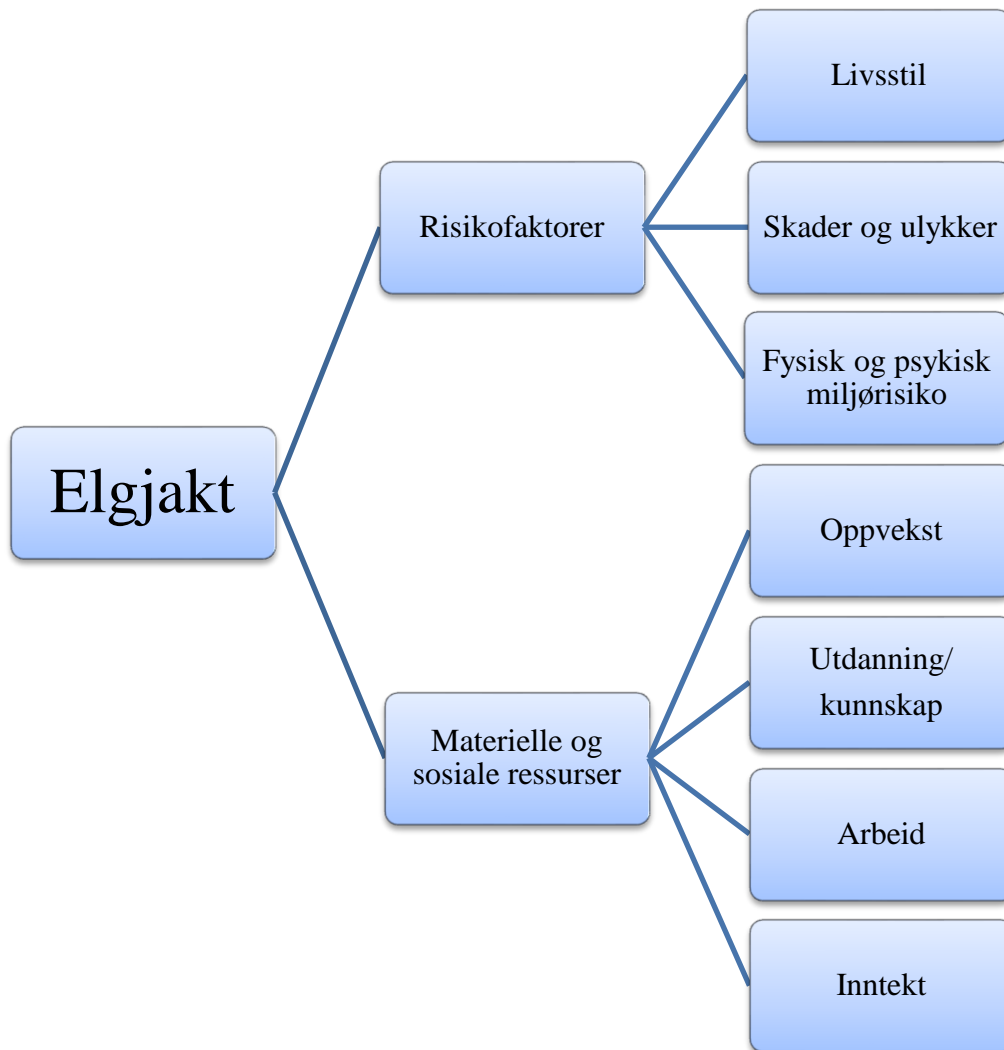 Elgjakt
Risikofaktorer
Livsstil
Skader og ulykker
Fysisk og psykisk
miljørisiko
Materielle og
sosiale ressurser
Oppvekst
Utdanning/
kunnskap
Arbeid
Inntekt